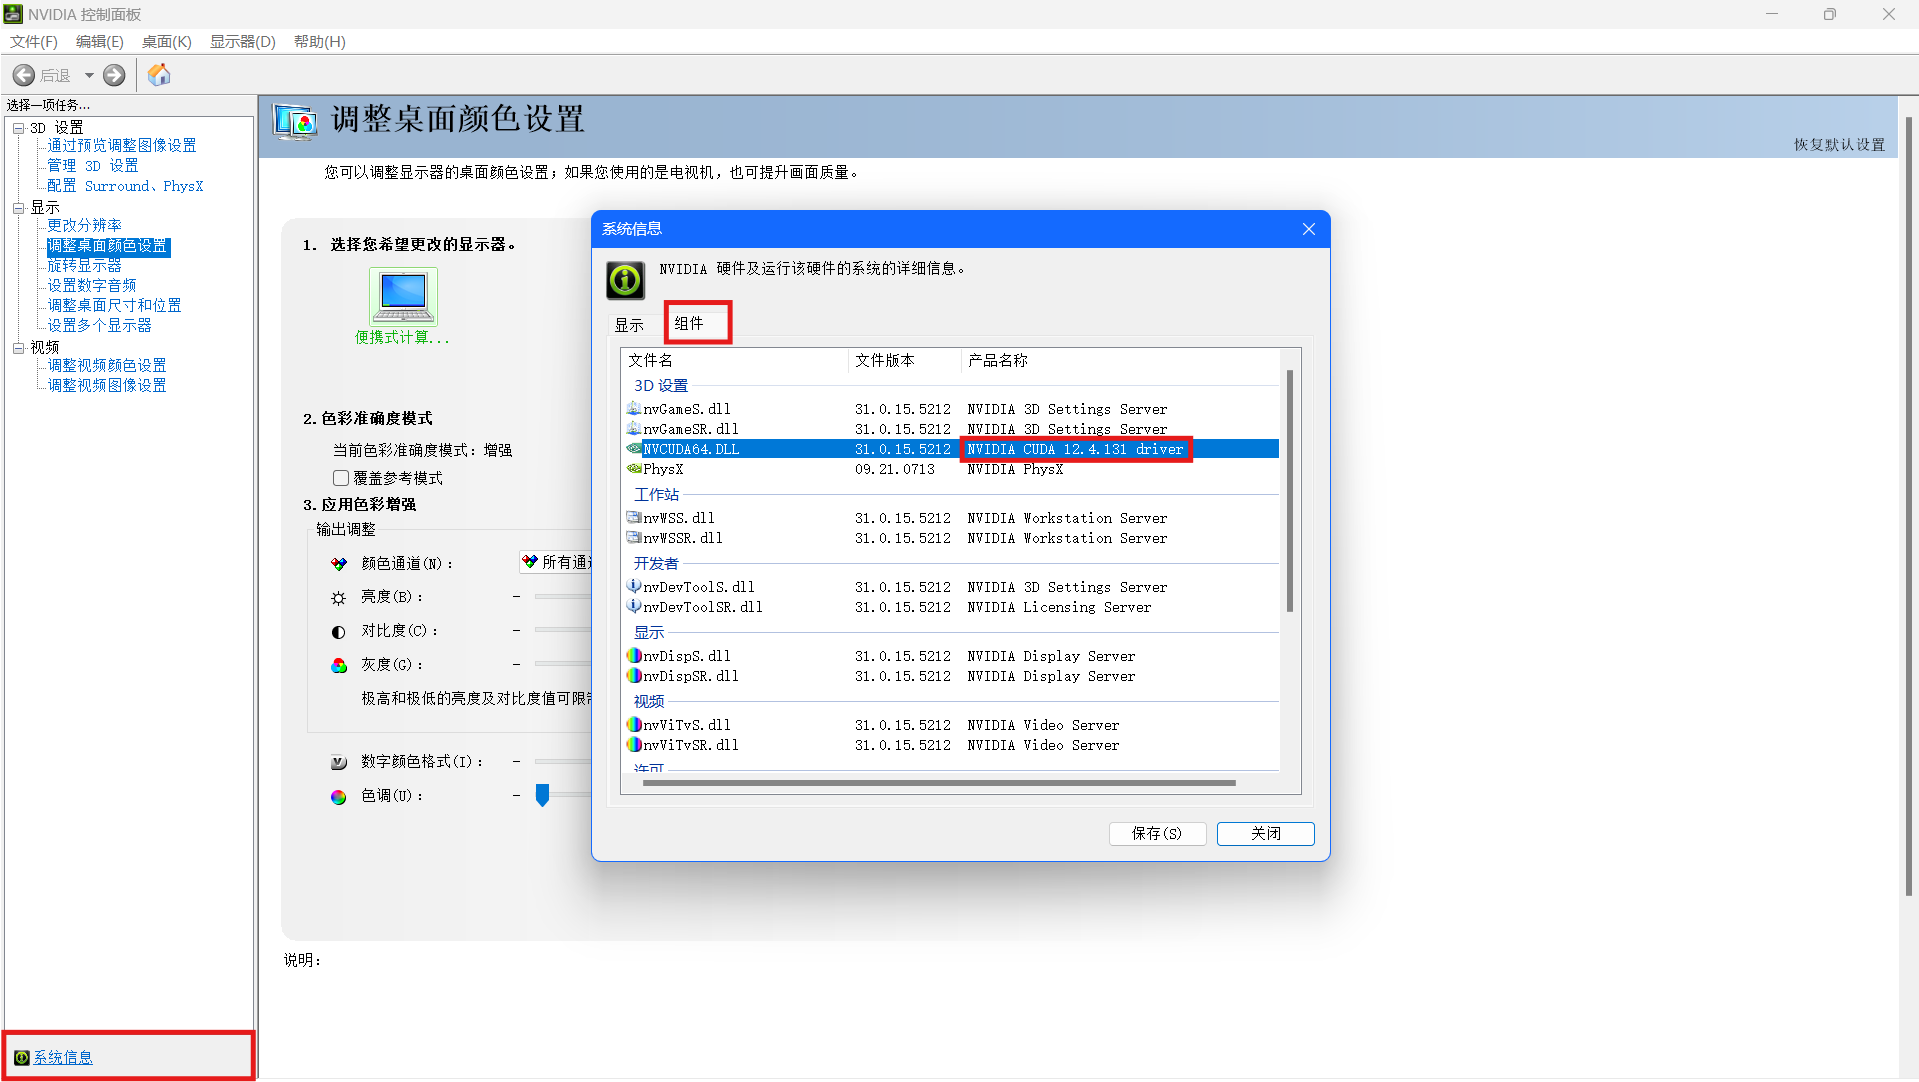 NVIDIA 控制面板
文件(F) 编辑(E) 桌面(K) 显示器(D) 帮助(H)
后退
选择一项任务...
3D 设置
通过预览调整图像设置
管理 3D 设置
配置 Surround、PhysX
显示
更改分辨率
调整桌面颜色设置
旋转显示器
设置数字音频
调整桌面尺寸和位置
设置多个显示器
视频
调整视频颜色设置
调整视频图像设置
系统信息
调整桌面颜色设置
恢复默认设置
您可以调整显示器的桌面颜色设置；如果您使用的是电视机，也可提升画面质量。
1. 选择您希望更改的显示器。
便携式计算...
2. 色彩准确度模式
当前色彩准确度模式：增强
覆盖参考模式
3. 应用色彩增强
输出调整
颜色通道(N)： 所有通
亮度(B)：
对比度(C)：
灰度(G)：
极高和极低的亮度及对比度值可限
数字颜色格式(I)：
色调(U)：
说明：
系统信息
NVIDIA 硬件及运行该硬件的系统的详细信息。
显示 组件
文件名 文件版本 产品名称
3D 设置
nvGameS.dll 31.0.15.5212 NVIDIA 3D Settings Server
nvGameSR.dll 31.0.15.5212 NVIDIA 3D Settings Server
NVCUDA64.DLL 31.0.15.5212 NVIDIA CUDA 12.4.131 driver
PhysX 09.21.0713 NVIDIA PhysX
工作站
nvWSS.dll 31.0.15.5212 NVIDIA Workstation Server
nvWSSR.dll 31.0.15.5212 NVIDIA Workstation Server
开发者
nvDevToolS.dll 31.0.15.5212 NVIDIA 3D Settings Server
nvDevToolSR.dll 31.0.15.5212 NVIDIA Licensing Server
显示
nvDispS.dll 31.0.15.5212 NVIDIA Display Server
nvDispSR.dll 31.0.15.5212 NVIDIA Display Server
视频
nvViTvS.dll 31.0.15.5212 NVIDIA Video Server
nvViTvSR.dll 31.0.15.5212 NVIDIA Video Server
许可
保存(S) 关闭